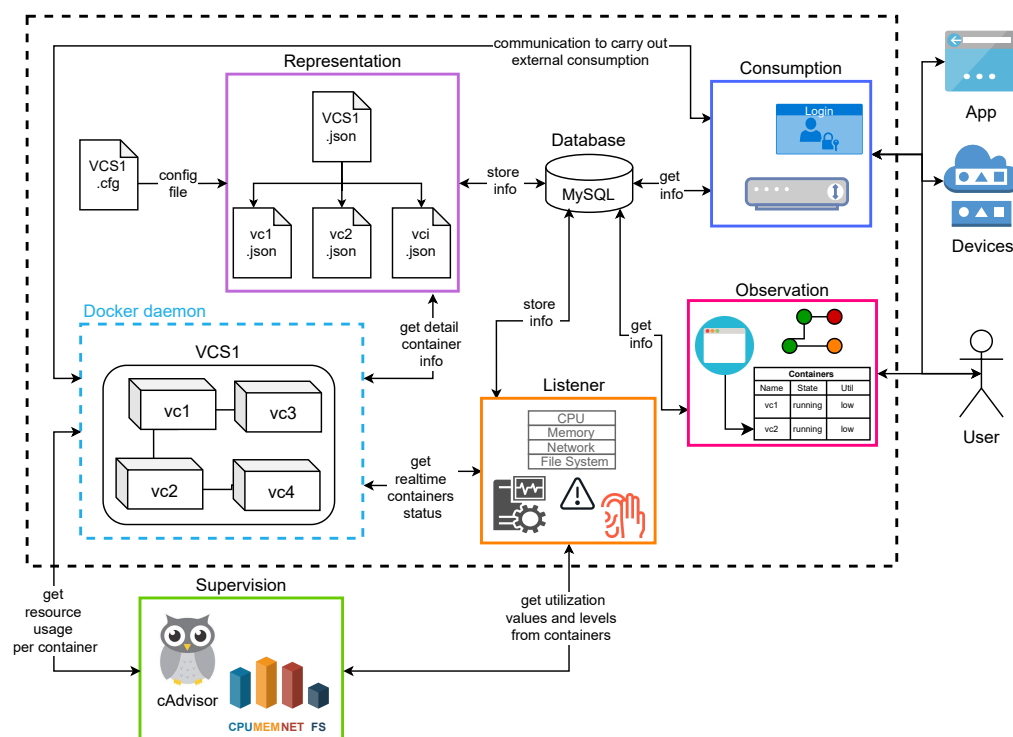 communication to carry out
external consumption
Representation
Consumption
App
VCS1
.json
Login
VCS1
.cfg
config
file
store
info
Database
MySQL
get
info
vc1
.json
vc2
.json
vci
.json
Devices
Docker daemon
get detail
container
info
store
info
get
info
Observation
Containers
Name State Util
vc1 running low
vc2 running low
VCS1
vc1
vc3
vc2
vc4
Listener
CPU
Memory
Network
File System
User
get
realtime
containers
status
Supervision
get
resource
usage
per container
get utilization
values and levels
from containers
cAdvisor
CPU MEM NET FS